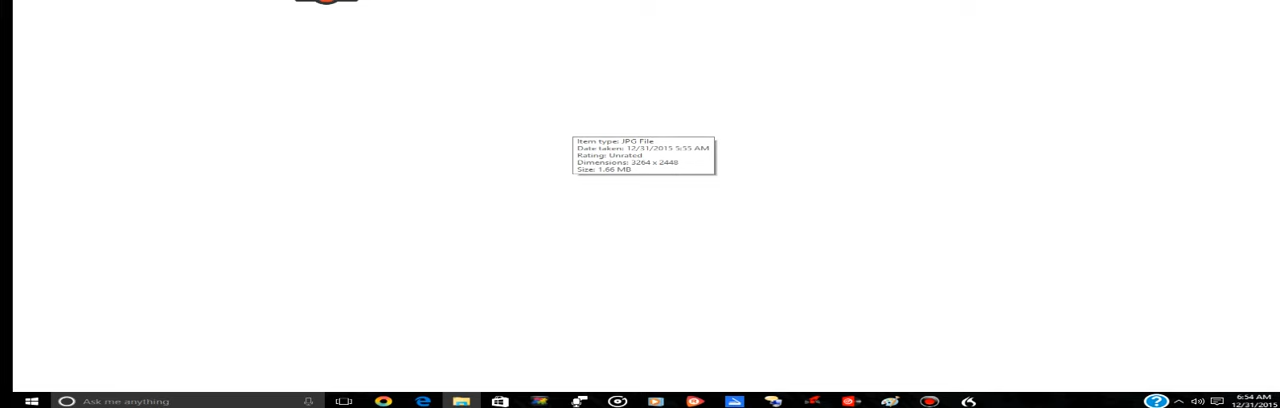 Item type: JPG File
Date taken: 12/31/2015 5:55 AM
Rating: Unrated
Dimensions: 3264 x 2448
Size: 1.66 MB
Ask me anything
6:54 AM
12/31/2015